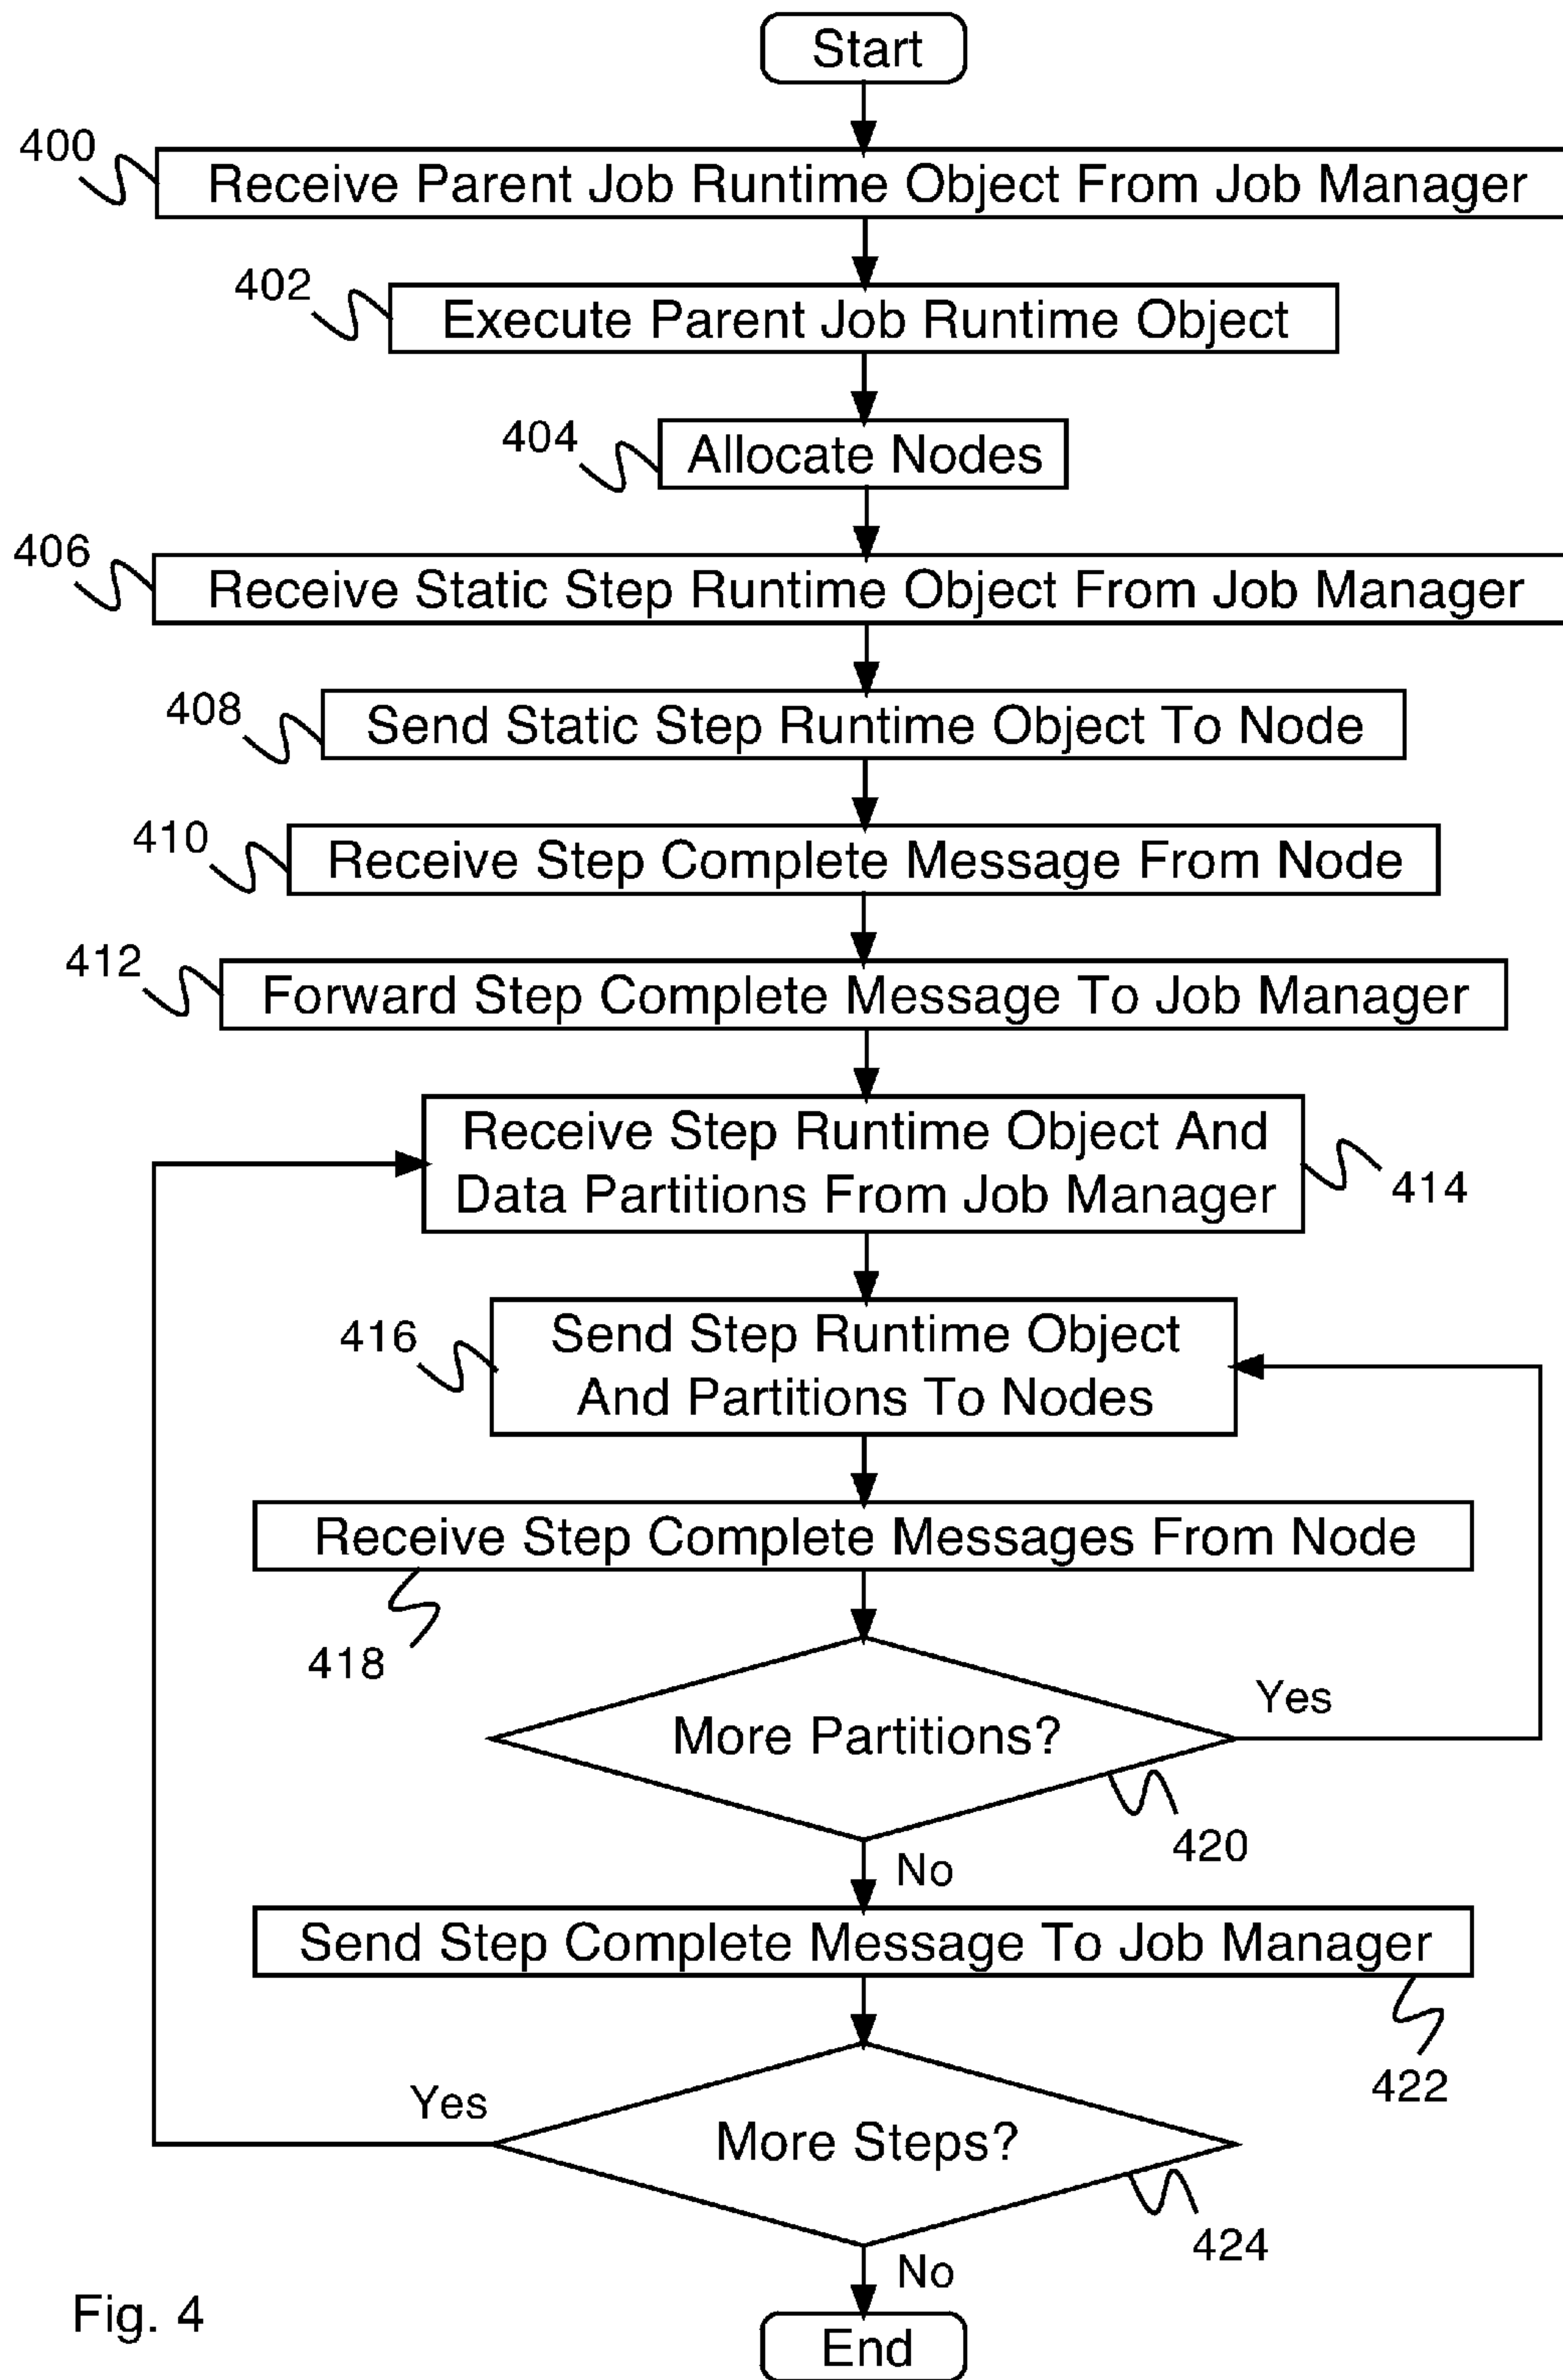 Start
400
Receive Parent Job Runtime Object From Job Manager
402
Execute Parent Job Runtime Object
404
Allocate Nodes
406
Receive Static Step Runtime Object From Job Manager
408
Send Static Step Runtime Object To Node
410
Receive Step Complete Message From Node
412
Forward Step Complete Message To Job Manager
Receive Step Runtime Object And
Data Partitions From Job Manager
414
416
Send Step Runtime Object
And Partitions To Nodes
Receive Step Complete Messages From Node
418
More Partitions?
Yes
420
No
Send Step Complete Message To Job Manager
422
Yes
More Steps?
424
No
End
Fig. 4